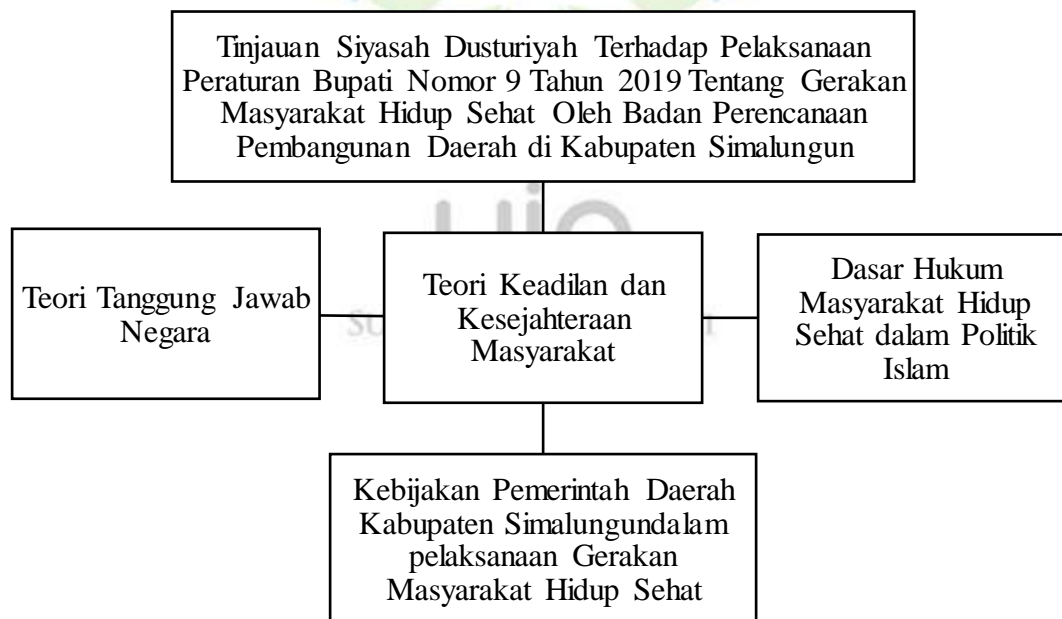 Tinjauan Siyasah Dusturiyah Terhadap Pelaksanaan
Peraturan Bupati Nomor 9 Tahun 2019 Tentang Gerakan
Masyarakat Hidup Sehat Oleh Badan Perencanaan
Pembangunan Daerah di Kabupaten Simalungun
Teori Tanggung Jawab
Negara
Teori Keadilan dan
Kesejahteraan
Masyarakat
Dasar Hukum
Masyarakat Hidup
Sehat dalam Politik
Islam
Kebijakan Pemerintah Daerah
Kabupaten Simalungundalam
pelaksanaan Gerakan
Masyarakat Hidup Sehat